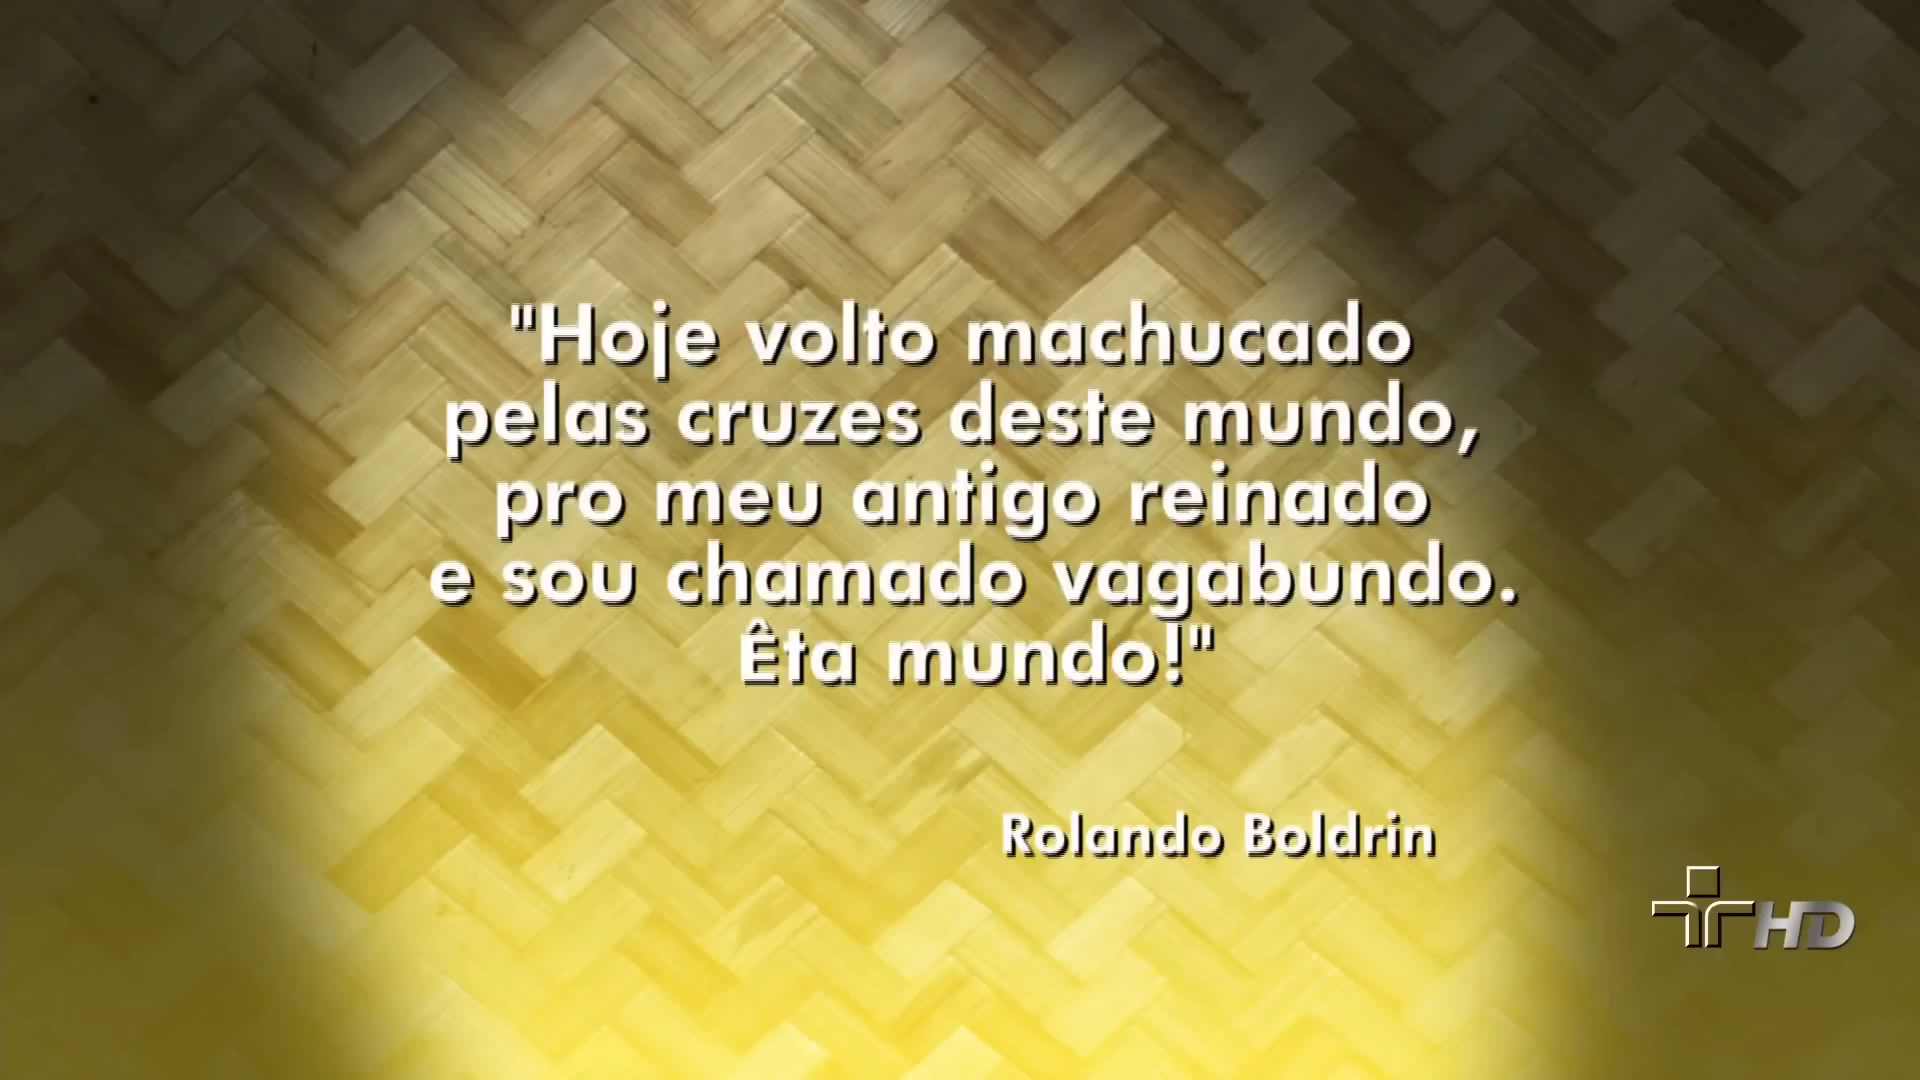 "Hoje volto machucado
pelas cruzes deste mundo,
pro meu antigo reinado
e sou chamado vagabundo.
Êta mundo!"
Rolando Boldrin
HD